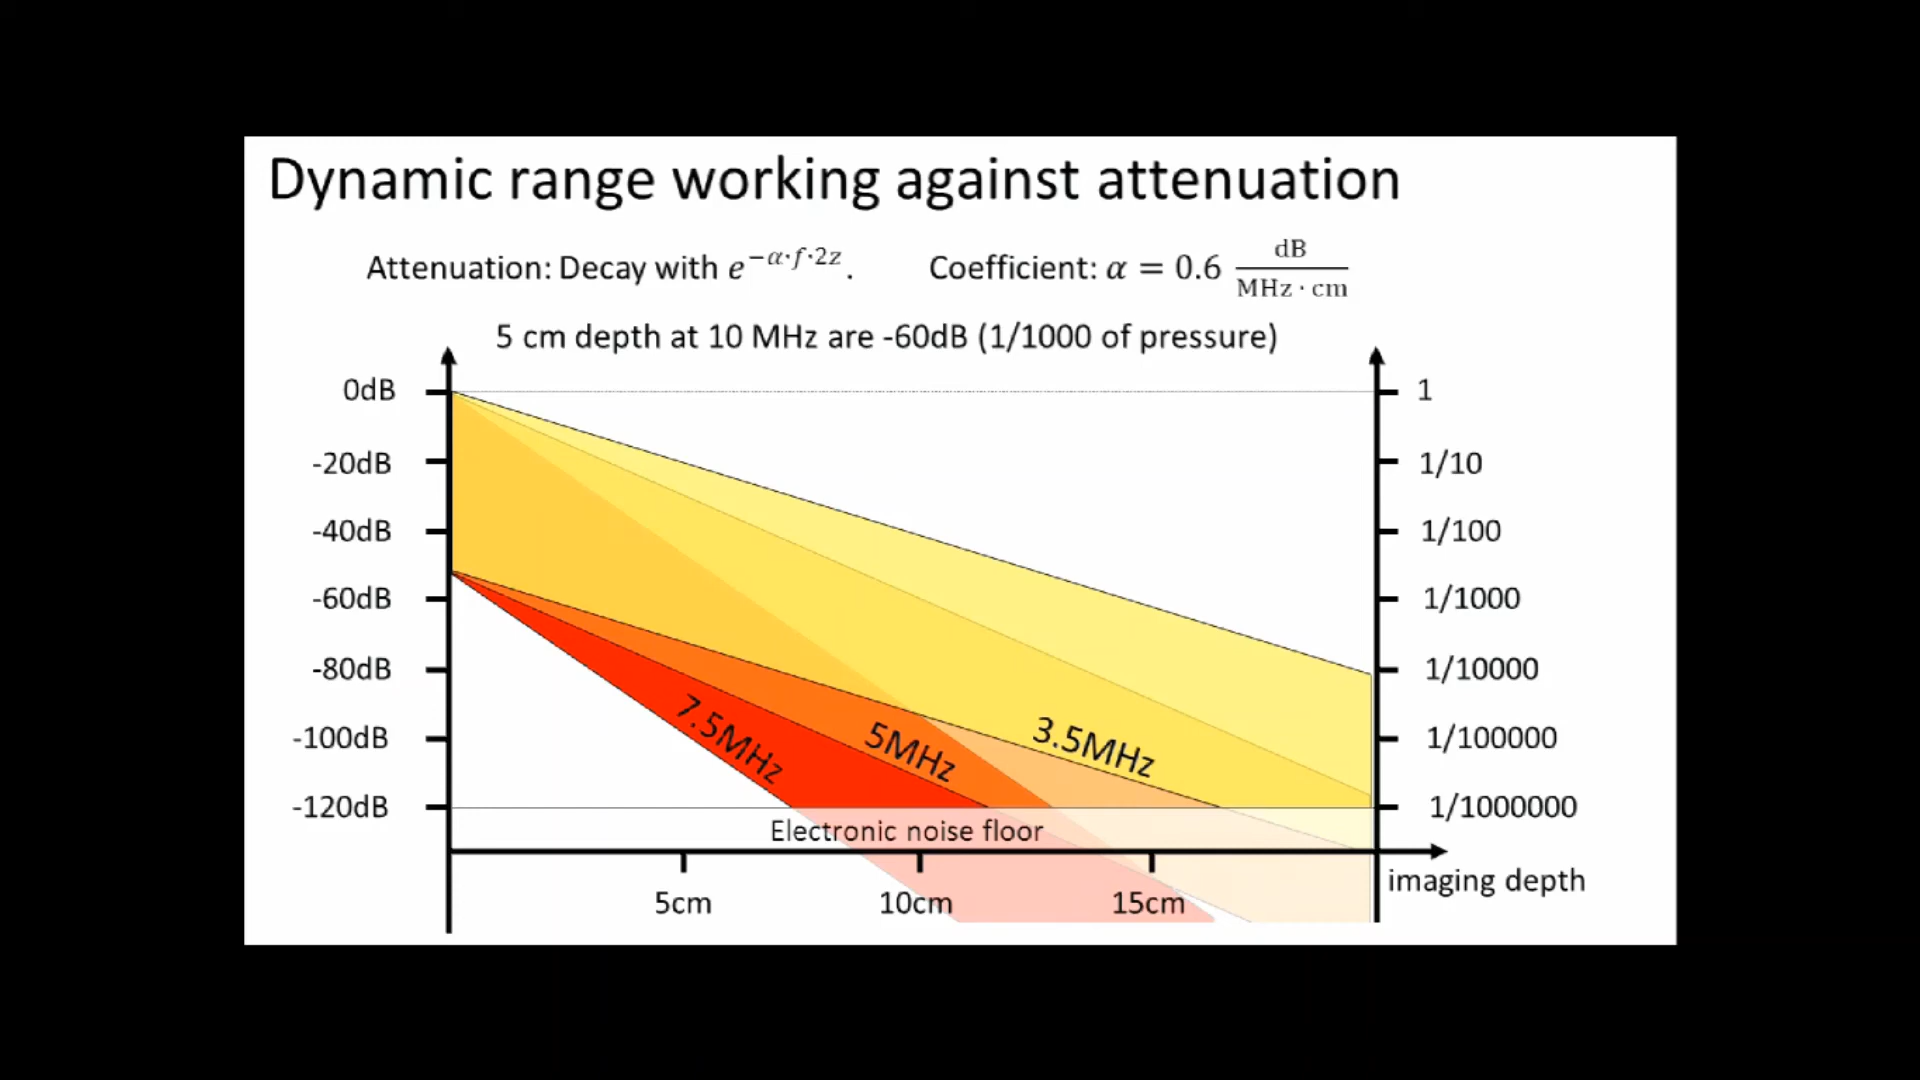 Dynamic range working against attenuation
Attenuation: Decay with e^{−α·f·2z}. Coefficient: α = 0.6 dB / MHz · cm
5 cm depth at 10 MHz are -60dB (1/1000 of pressure)
0dB 1
-20dB 1/10
-40dB 1/100
-60dB 1/1000
-80dB 1/10000
-100dB 1/100000
-120dB 1/1000000
7.5MHz
5MHz
3.5MHz
Electronic noise floor
imaging depth
5cm 10cm 15cm